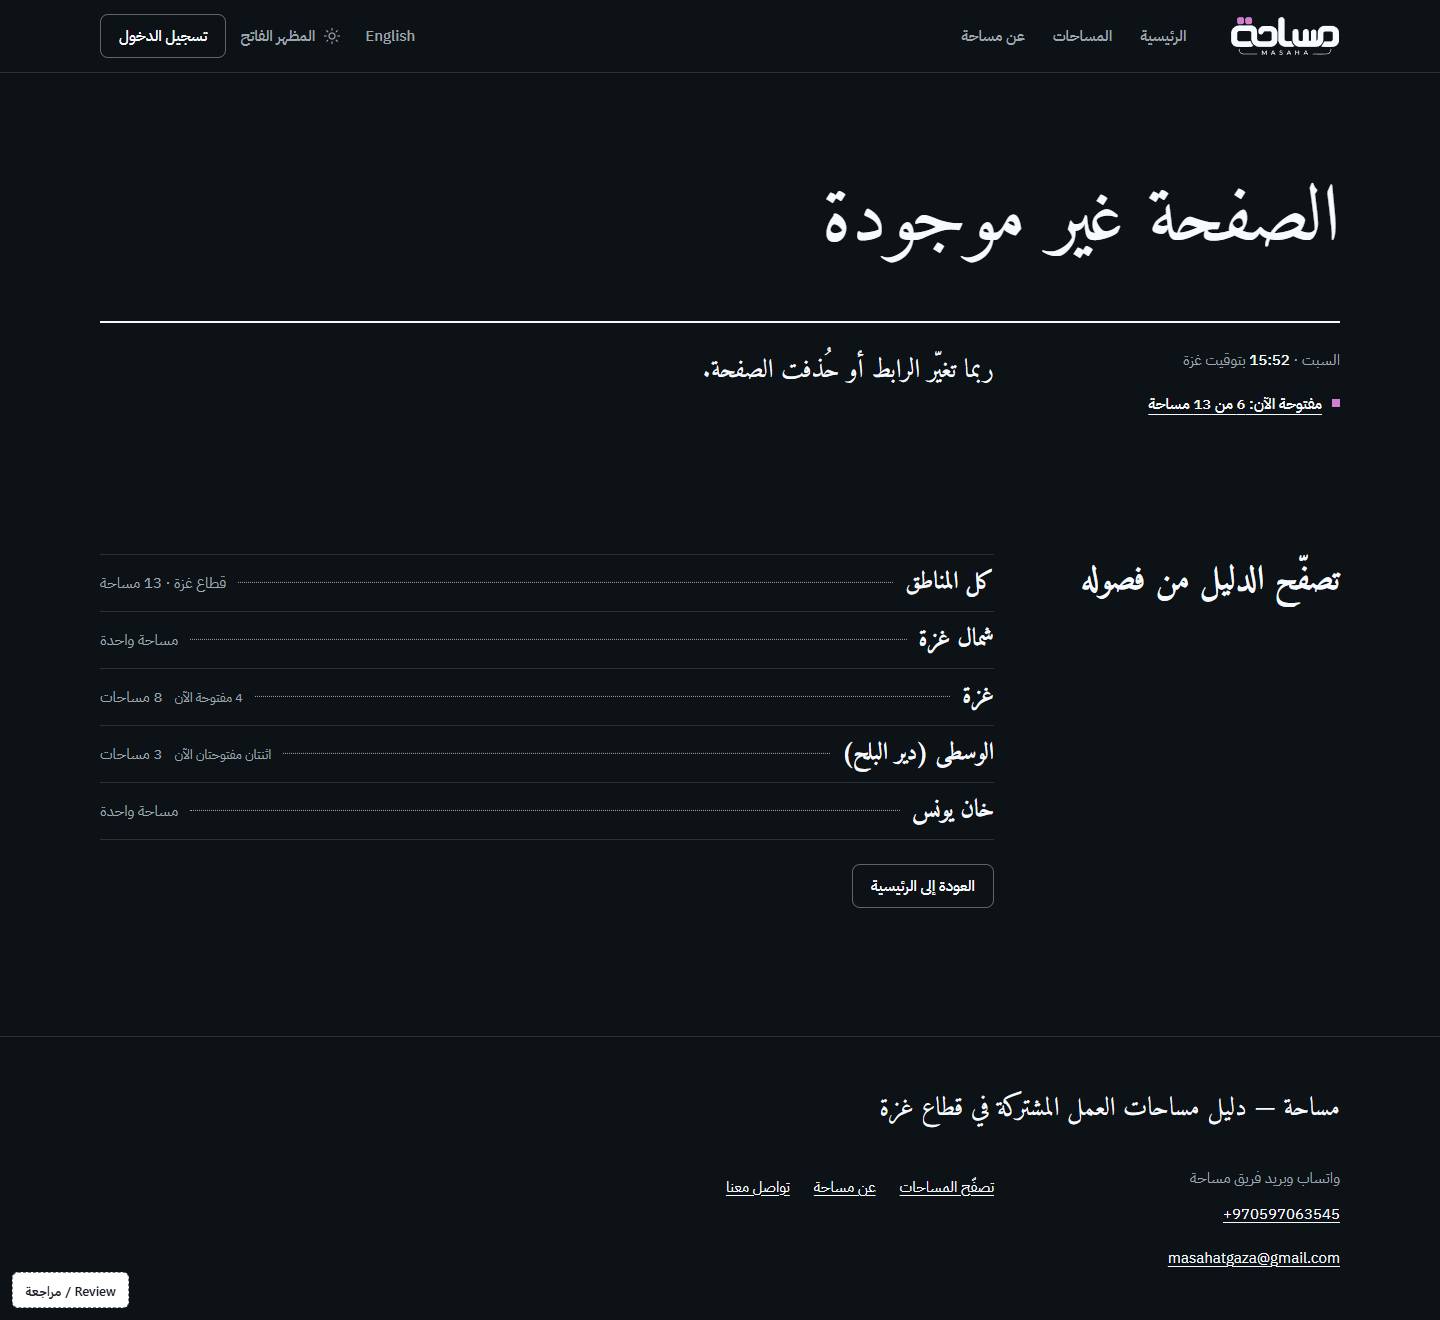 مساحة
MASAHA
الرئيسية المساحات عن مساحة English المظهر الفاتح تسجيل الدخول
الصفحة غير موجودة
السبت · 15:52 بتوقيت غزة
مفتوحة الآن: 6 من 13 مساحة
ربما تغيّر الرابط أو حُذفت الصفحة.
تصفّح الدليل من فصوله
كل المناطق قطاع غزة · 13 مساحة
شمال غزة مساحة واحدة
غزة 4 مفتوحة الآن 8 مساحات
الوسطى (دير البلح) اثنتان مفتوحتان الآن 3 مساحات
خان يونس مساحة واحدة
العودة إلى الرئيسية
مساحة — دليل مساحات العمل المشتركة في قطاع غزة
واتساب وبريد فريق مساحة
+970597063545
masahatgaza@gmail.com
تصفّح المساحات عن مساحة تواصل معنا
مراجعة / Review